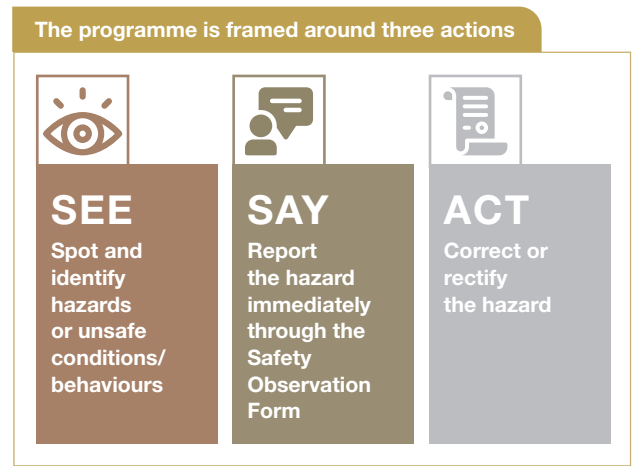 The programme is framed around three actions
SEE
Spot and
identify
hazards
or unsafe
conditions/
behaviours
SAY
Report
the hazard
immediately
through the
Safety
Observation
Form
ACT
Correct or
rectify
the hazard